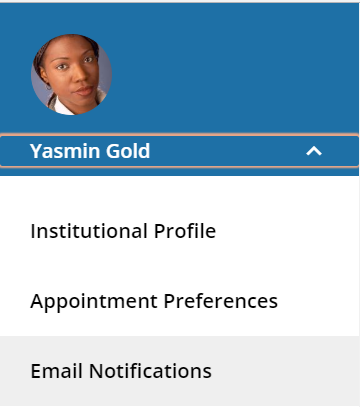 Yasmin Gold
Institutional Profile
Appointment Preferences
Email Notifications